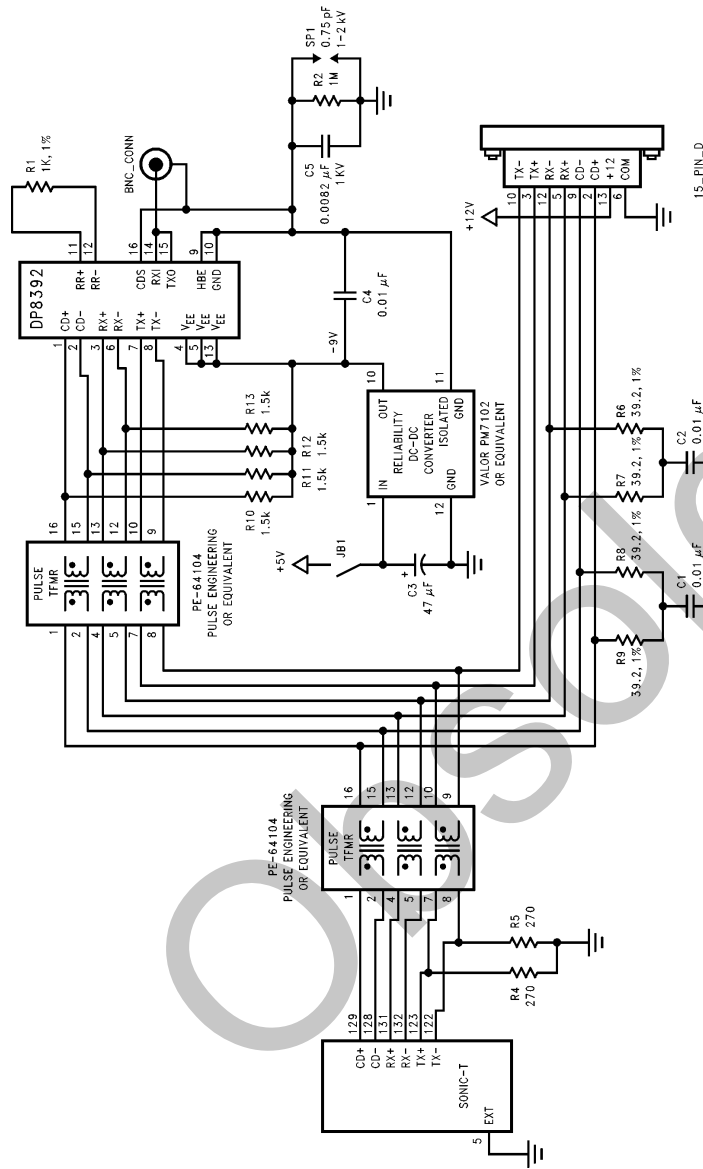 R1
1K, 1%
BNC_CONN
SP1
0.75 pF
1-2 kV
R2
1M
C5
0.0082 μF
1 KV
DP8392
CD+
CD-
RX+
RX-
TX+
TX-
VEE
VEE
VEE
RR+
RR-
CDS
RXI
TXO
HBE
GND
1
2
3
6
7
8
4
5
13
11
12
16
14
15
9
10
C4
0.01 μF
-9V
R13
1.5k
R12
1.5k
R11
1.5k
R10
1.5k
PULSE
TFMR
1
2
4
5
7
8
16
15
13
12
10
9
PE-64104
PULSE ENGINEERING
OR EQUIVALENT
+5V
JB1
C3
+
47 μF
1
12
10
11
IN
OUT
RELIABILITY
DC-DC
CONVERTER
ISOLATED
GND
GND
VALOR PM7102
OR EQUIVALENT
+12V
10
3
12
5
9
2
13
6
TX-
TX+
RX-
RX+
CD-
CD+
+12
COM
15_PIN_D
R6
39.2, 1%
R7
39.2, 1%
R8
39.2, 1%
R9
39.2, 1%
C2
0.01 μF
C1
0.01 μF
PE-64104
PULSE ENGINEERING
OR EQUIVALENT
PULSE
TFMR
1
2
4
5
7
8
16
15
13
12
10
9
R5
270
R4
270
129
128
131
132
123
122
CD+
CD-
RX+
RX-
TX+
TX-
SONIC-T
EXT
5